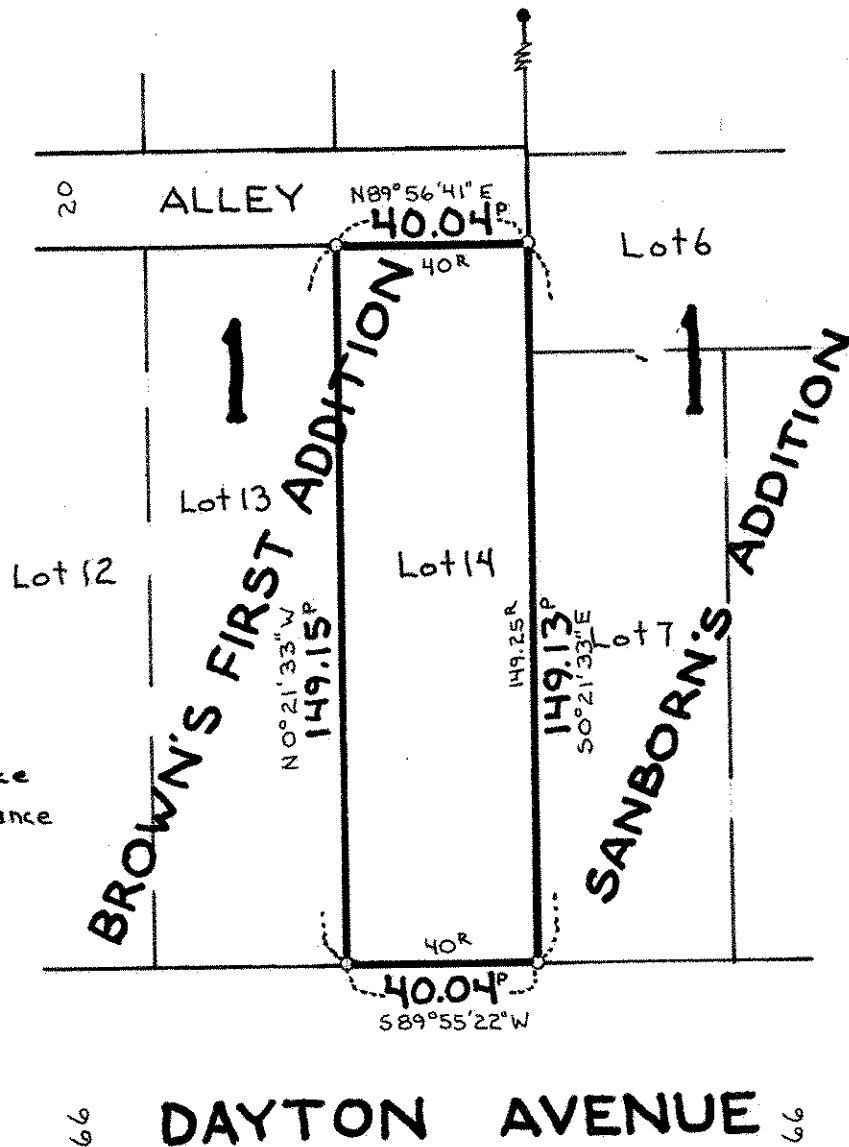 20
ALLEY
N89°56'41"E
40.04ᴾ
40ᴿ
Lot 6
1
1
Lot 13
Lot 12
Lot 14
Lot 7
BROWN'S FIRST ADDITION
SANBORN'S ADDITION
N0°21'33"W
149.15ᴾ
149.25ᴿ
149.13ᴾ
S0°21'33"E
40ᴿ
40.04ᴾ
S89°55'22"W
66
DAYTON AVENUE
66